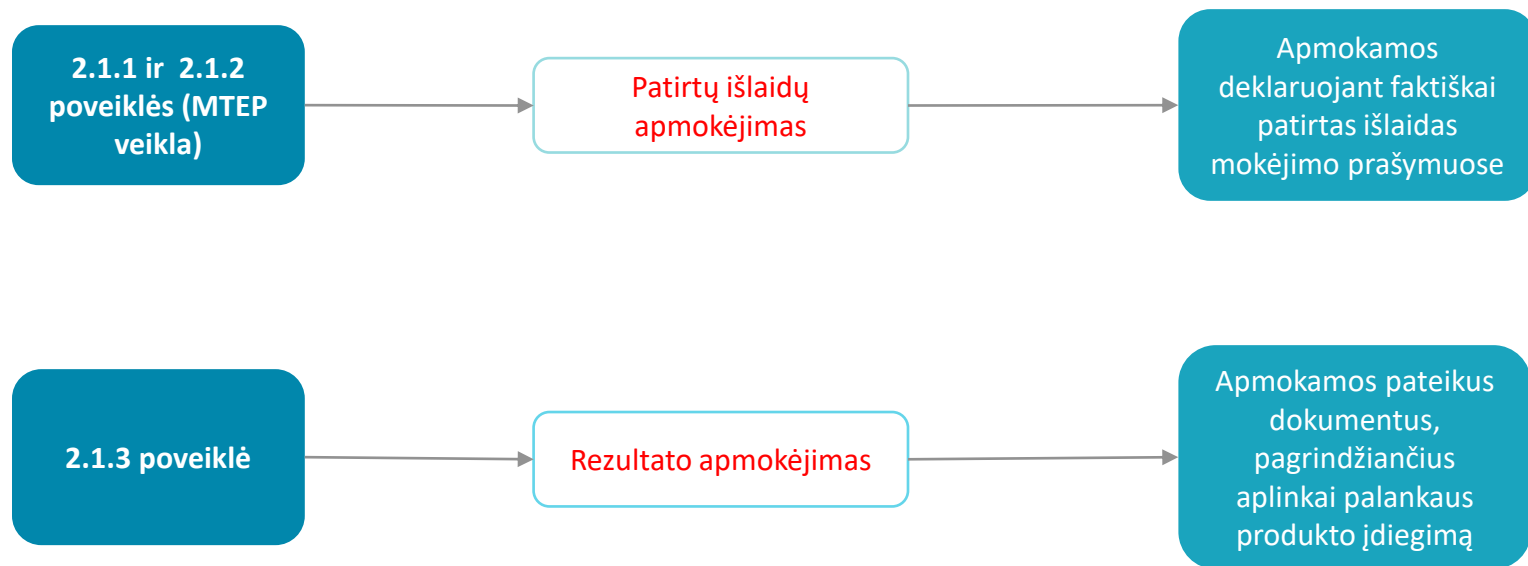 2.1.1 ir 2.1.2
poveiklės (MTEP
veikla)
Patirtų išlaidų
apmokėjimas
Apmokamos
deklaruojant faktiškai
patirtas išlaidas
mokėjimo prašymuose
2.1.3 poveiklė
Rezultato apmokėjimas
Apmokamos pateikus
dokumentus,
pagrindžiančius
aplinkai palankaus
produkto įdiegimą